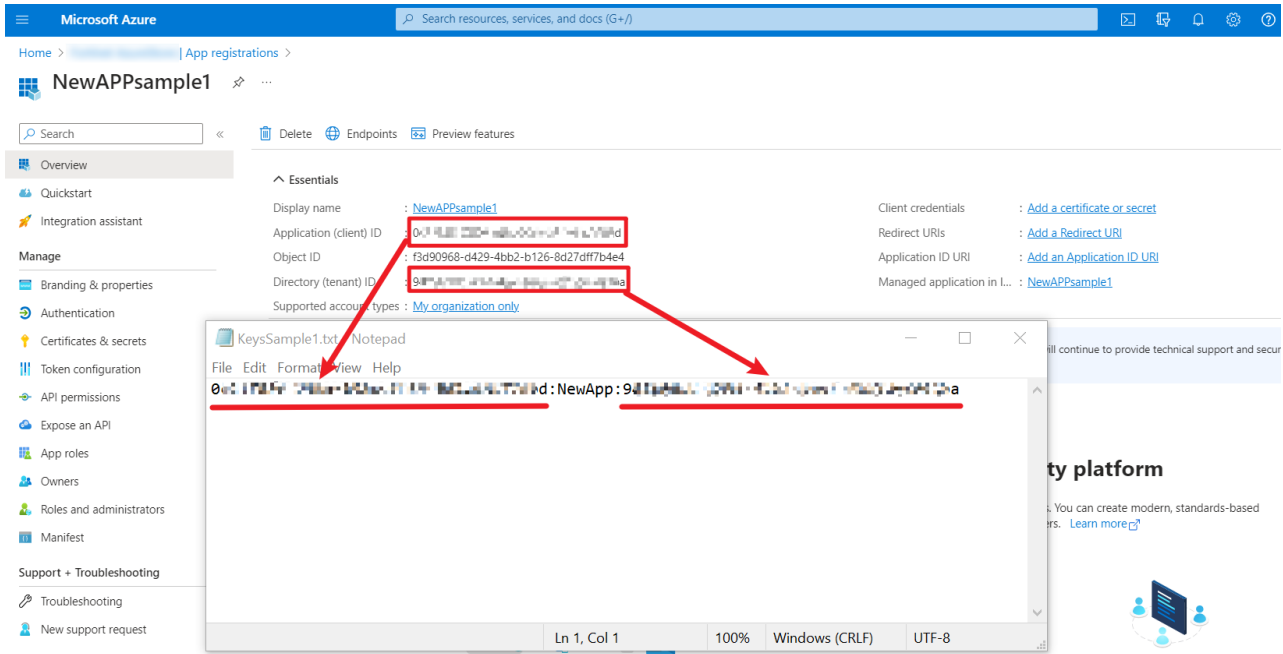 Microsoft Azure
Search resources, services, and docs (G+/)
Home > | App registrations >
NewAPPsample1
Search
Delete Endpoints Preview features
Overview
Quickstart
Integration assistant
Manage
Branding & properties
Authentication
Certificates & secrets
Token configuration
API permissions
Expose an API
App roles
Owners
Roles and administrators
Manifest
Support + Troubleshooting
Troubleshooting
New support request
Essentials
Display name : NewAPPsample1
Application (client) ID :
Object ID : f3d90968-d429-4bb2-b126-8d27dff7b4e4
Directory (tenant) ID :
Supported account types : My organization only
Client credentials : Add a certificate or secret
Redirect URIs : Add a Redirect URI
Application ID URI : Add an Application ID URI
Managed application in l... : NewAPPsample1
KeysSample1.txt - Notepad
File Edit Format View Help
:NewApp:
Ln 1, Col 1 100% Windows (CRLF) UTF-8
ill continue to provide technical support and secur
ty platform
. You can create modern, standards-based
ers. Learn more